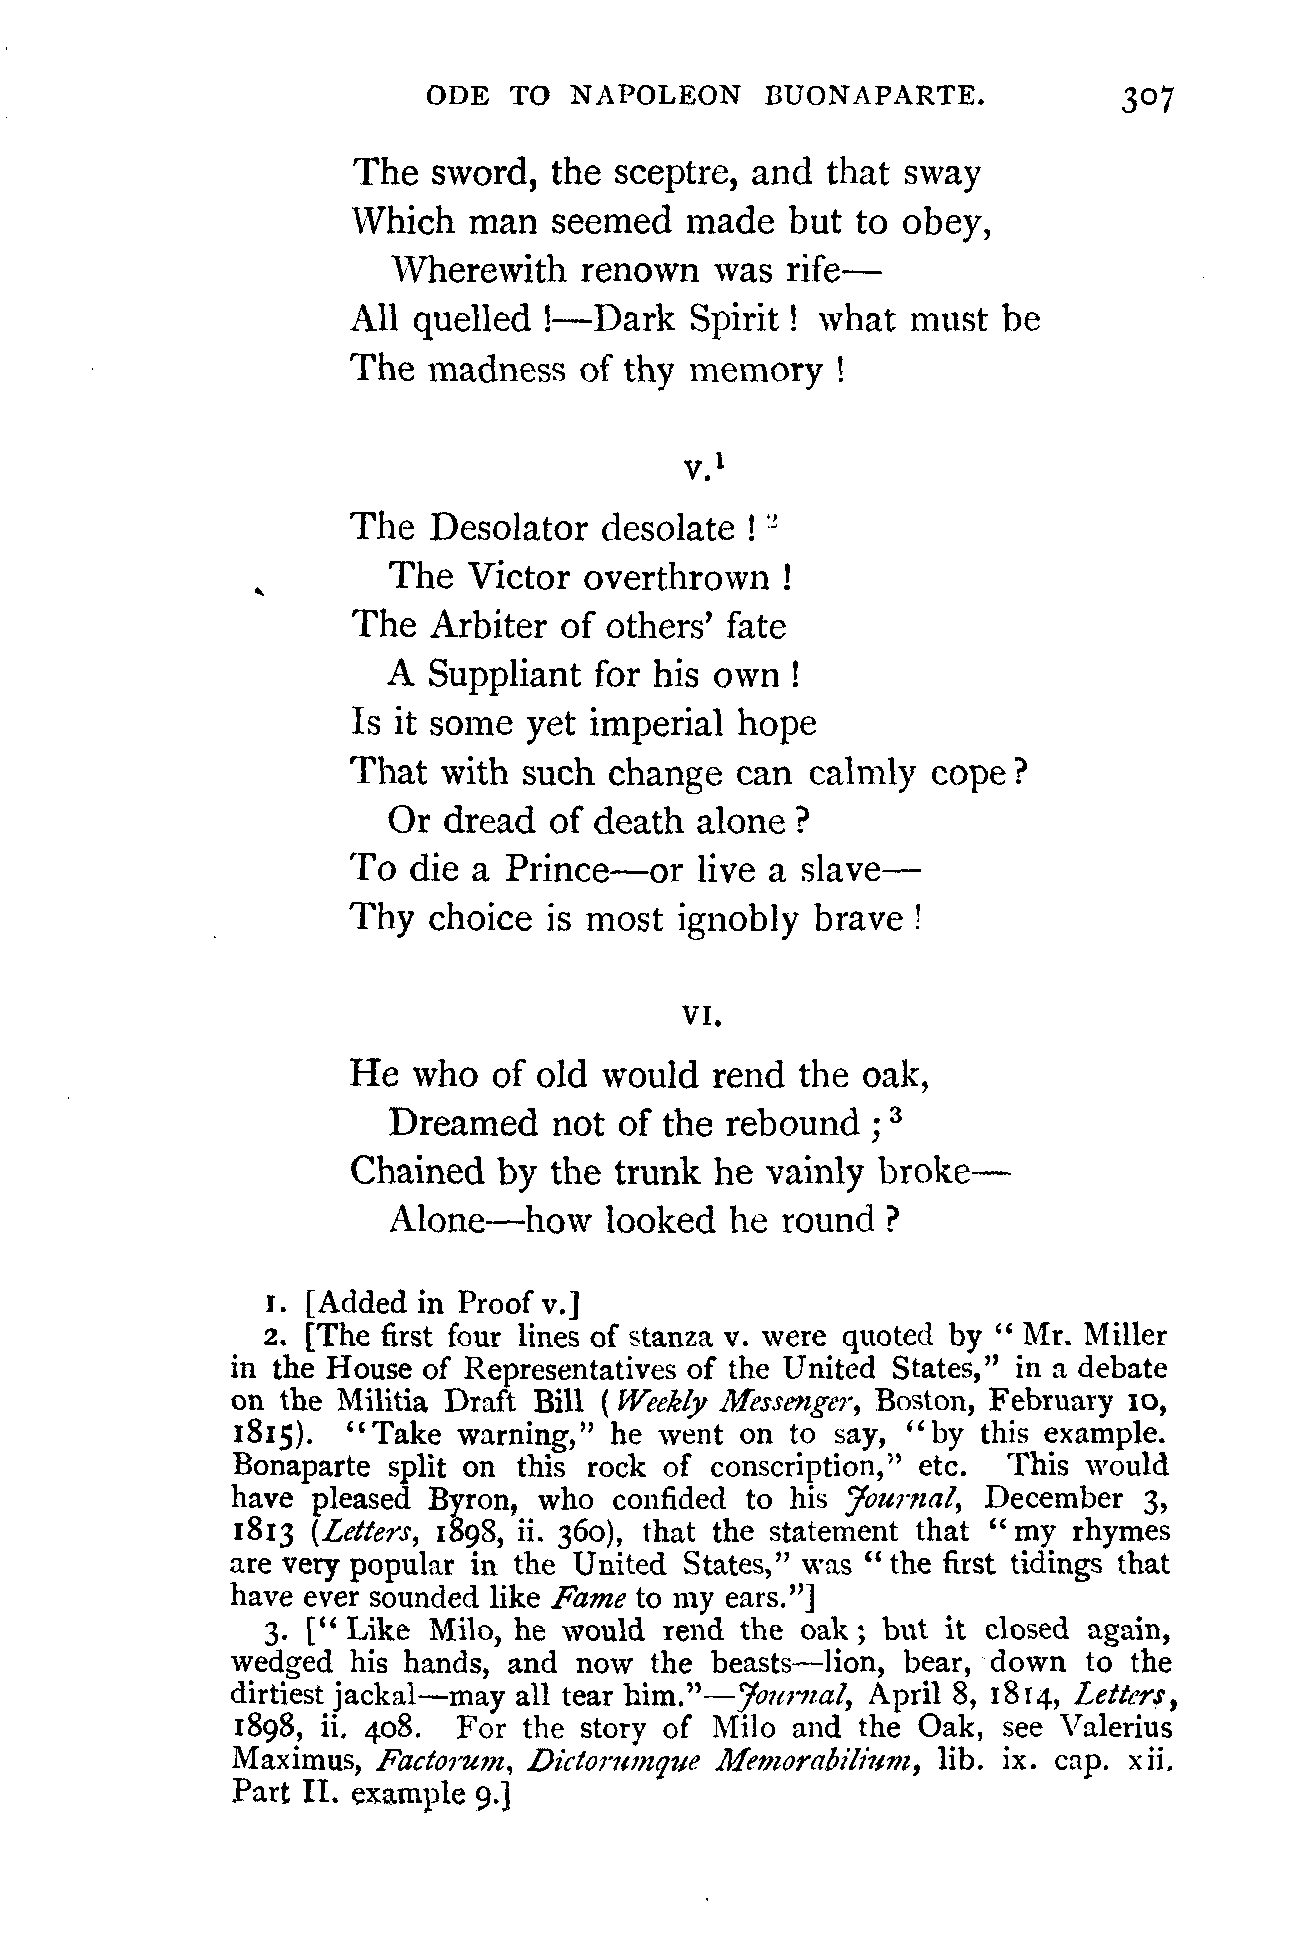 ODE TO NAPOLEON BUONAPARTE. 307
The sword, the sceptre, and that sway
Which man seemed made but to obey,
Wherewith renown was rife—
All quelled !—Dark Spirit ! what must be
The madness of thy memory !
V.¹
The Desolator desolate ! ²
The Victor overthrown !
The Arbiter of others' fate
A Suppliant for his own !
Is it some yet imperial hope
That with such change can calmly cope ?
Or dread of death alone ?
To die a Prince—or live a slave—
Thy choice is most ignobly brave !
VI.
He who of old would rend the oak,
Dreamed not of the rebound ; ³
Chained by the trunk he vainly broke—
Alone—how looked he round ?
1. [Added in Proof v.]
2. [The first four lines of stanza v. were quoted by " Mr. Miller
in the House of Representatives of the United States," in a debate
on the Militia Draft Bill (Weekly Messenger, Boston, February 10,
1815). "Take warning," he went on to say, "by this example.
Bonaparte split on this rock of conscription," etc. This would
have pleased Byron, who confided to his Journal, December 3,
1813 (Letters, 1898, ii. 360), that the statement that "my rhymes
are very popular in the United States," was "the first tidings that
have ever sounded like Fame to my ears."]
3. [" Like Milo, he would rend the oak ; but it closed again,
wedged his hands, and now the beasts—lion, bear, down to the
dirtiest jackal—may all tear him."—Journal, April 8, 1814, Letters,
1898, ii. 408. For the story of Milo and the Oak, see Valerius
Maximus, Factorum, Dictorumque Memorabilium, lib. ix. cap. xii.
Part II. example 9.]